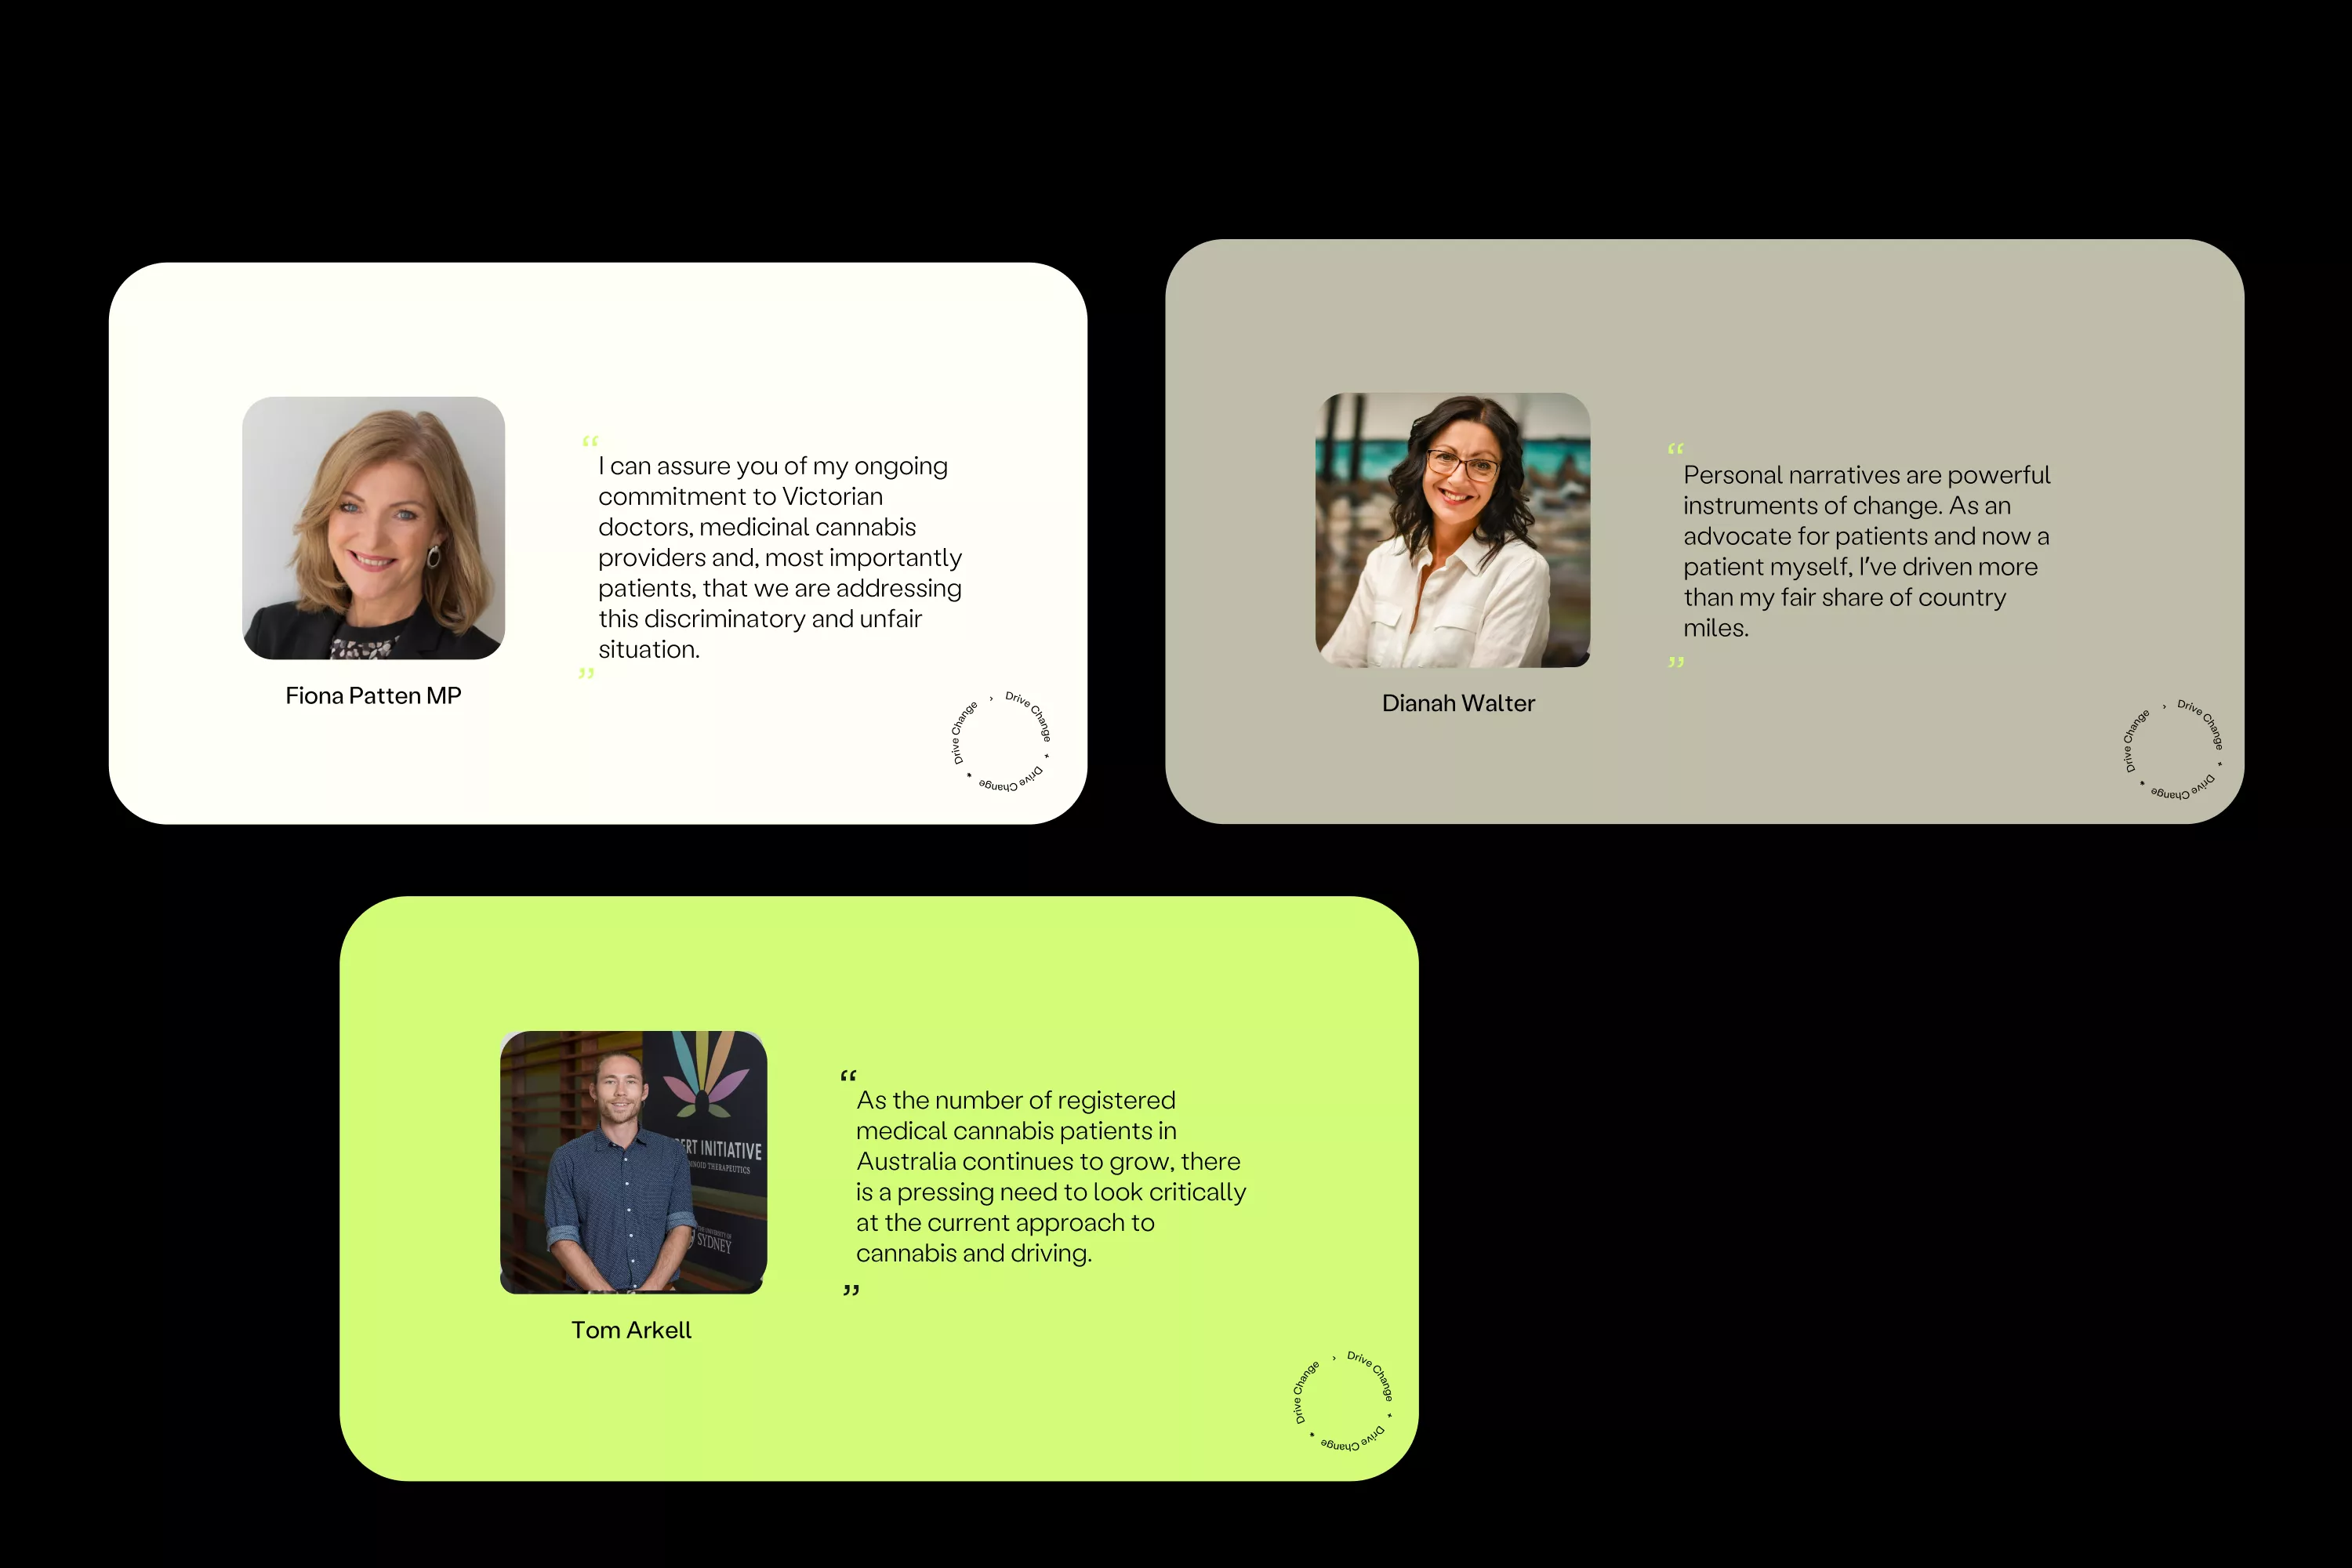 “
I can assure you of my ongoing
commitment to Victorian
doctors, medicinal cannabis
providers and, most importantly
patients, that we are addressing
this discriminatory and unfair
situation.
”
Fiona Patten MP
Drive Change
Drive Change
Drive Change
“
Personal narratives are powerful
instruments of change. As an
advocate for patients and now a
patient myself, I’ve driven more
than my fair share of country
miles.
”
Dianah Walter
Drive Change
Drive Change
Drive Change
“
As the number of registered
medical cannabis patients in
Australia continues to grow, there
is a pressing need to look critically
at the current approach to
cannabis and driving.
”
INITIATIVE
THERAPEUTICS
SYDNEY
Tom Arkell
Drive Change
Drive Change
Drive Change